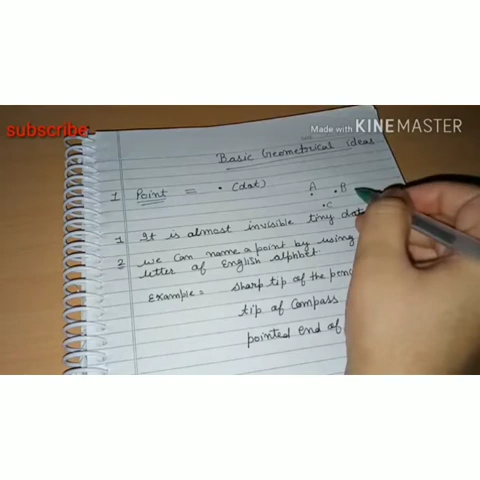 subscribe
Made with KINEMASTER
Basic Geometrical ideas
1 Point = • (dot)
A B
C
1 It is almost invisible tiny dot
2 we can name a point by using
letter of English alphbet
Example = sharp tip of the penc
tip of Compass
pointed end of